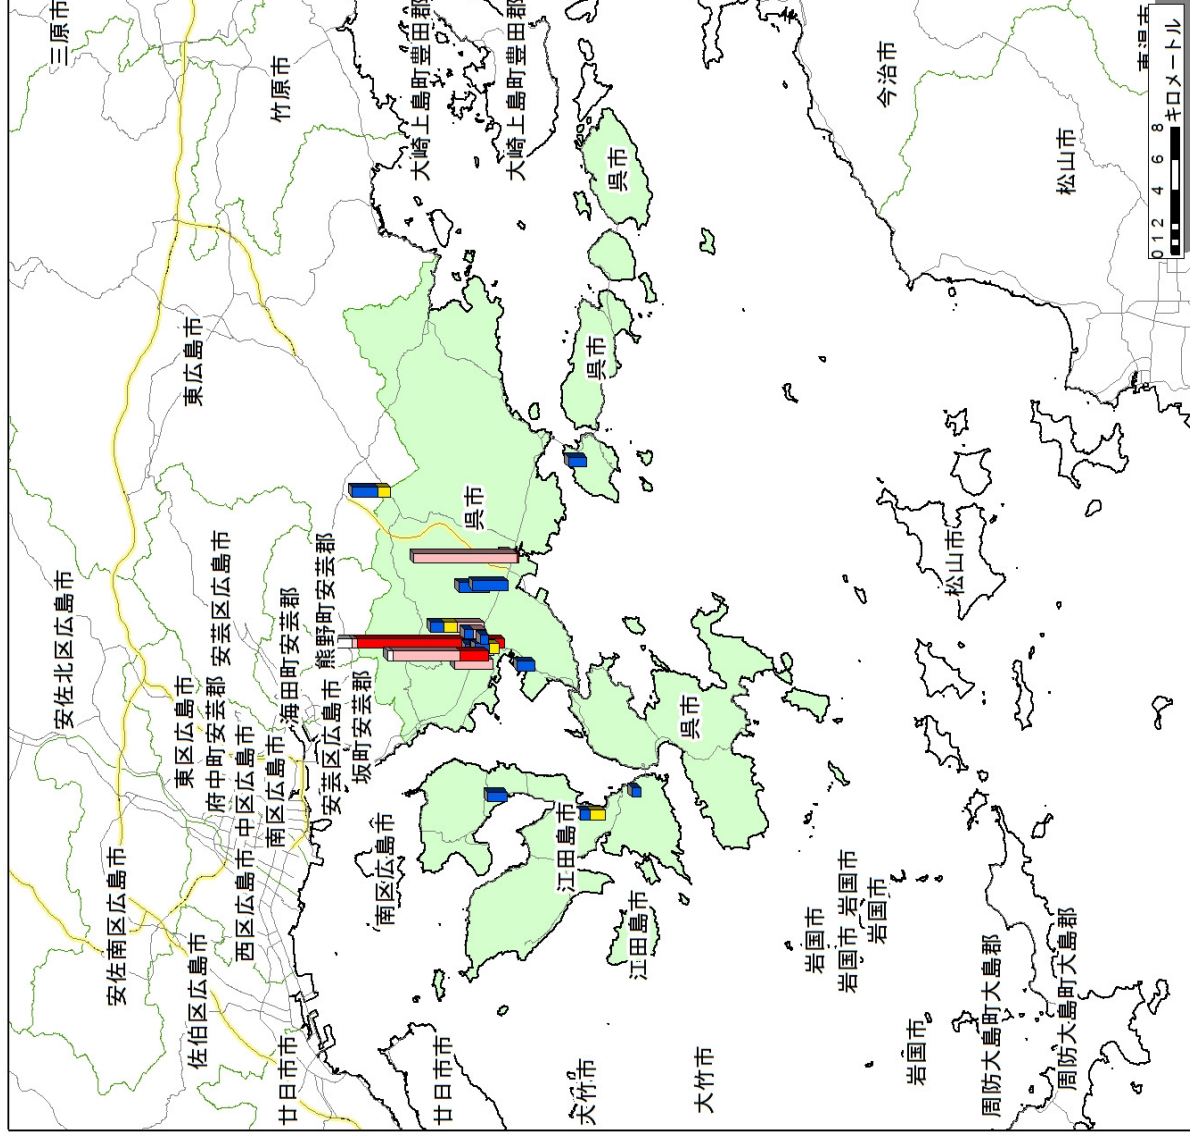 三原市
竹原市
大崎上島町豊田郡
大崎上島町豊田郡
今治市
松山市
東温市
0 1 2 4 6 8
キロメートル
東広島市
呉市
呉市
呉市
安佐北区広島市
安芸区広島市
海田町安芸郡
熊野町安芸郡
東区広島市
府中町安芸郡
中区広島市
南区広島市
安芸区広島市
坂町安芸郡
安佐南区広島市
西区広島市
南区広島市
佐伯区広島市
廿日市市
廿日市市
大竹市
大竹市
江田島市
江田島市
呉市
松山市
岩国市
岩国市
岩国市
岩国市
岩国市
周防大島町大島郡
周防大島町大島郡